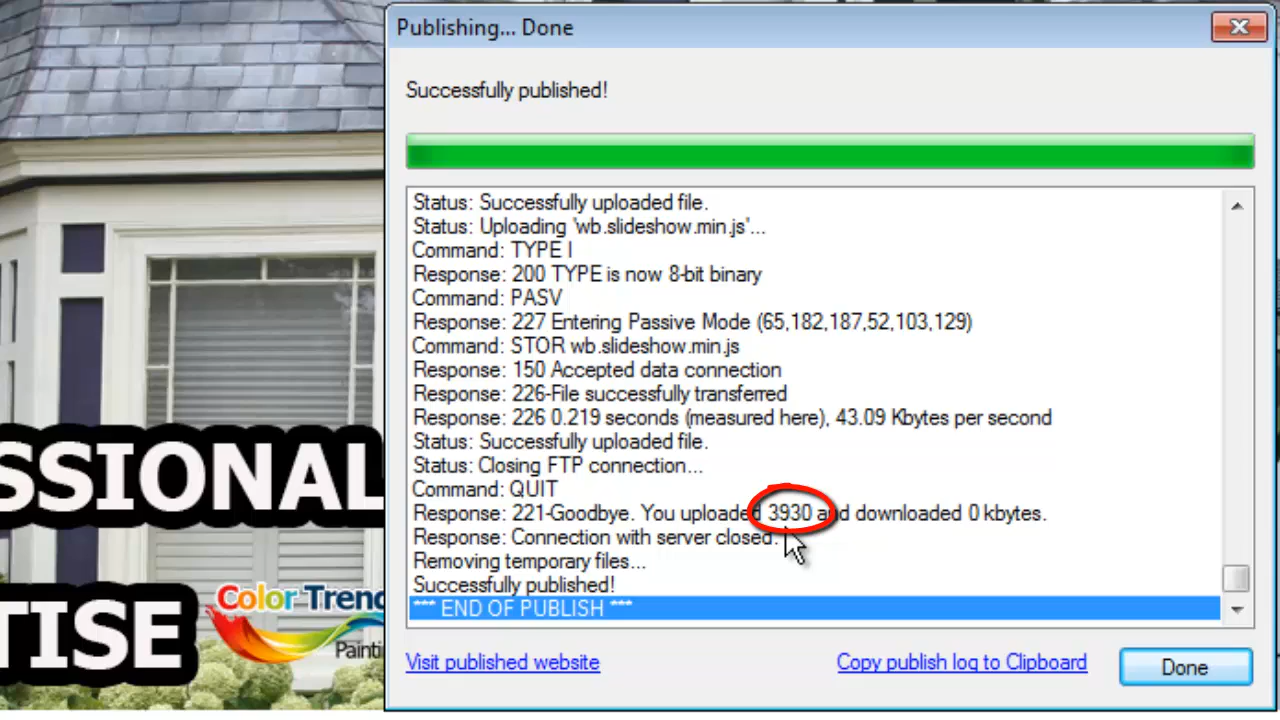 Publishing... Done
Successfully published!
Status: Successfully uploaded file.
Status: Uploading 'wb.slideshow.min.js'...
Command: TYPE I
Response: 200 TYPE is now 8-bit binary
Command: PASV
Response: 227 Entering Passive Mode (65,182,187,52,103,129)
Command: STOR wb.slideshow.min.js
Response: 150 Accepted data connection
Response: 226-File successfully transferred
Response: 226 0.219 seconds (measured here), 43.09 Kbytes per second
Status: Successfully uploaded file.
Status: Closing FTP connection...
Command: QUIT
Response: 221-Goodbye. You uploaded 3930 and downloaded 0 kbytes.
Response: Connection with server closed.
Removing temporary files...
Successfully published!
*** END OF PUBLISH ***
Visit published website
Copy publish log to Clipboard
Done
SSIONAL
TISE
Color Trend
Painti